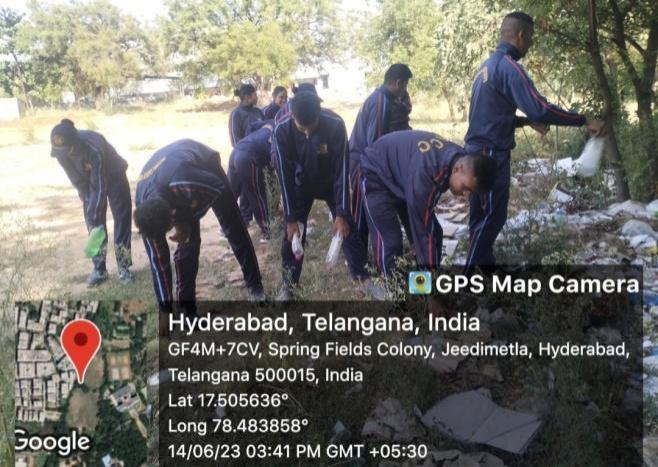 CC
GPS Map Camera
Hyderabad, Telangana, India
GF4M+7CV, Spring Fields Colony, Jeedimetla, Hyderabad,
Telangana 500015, India
Lat 17.505636°
Long 78.483858°
14/06/23 03:41 PM GMT +05:30
Google